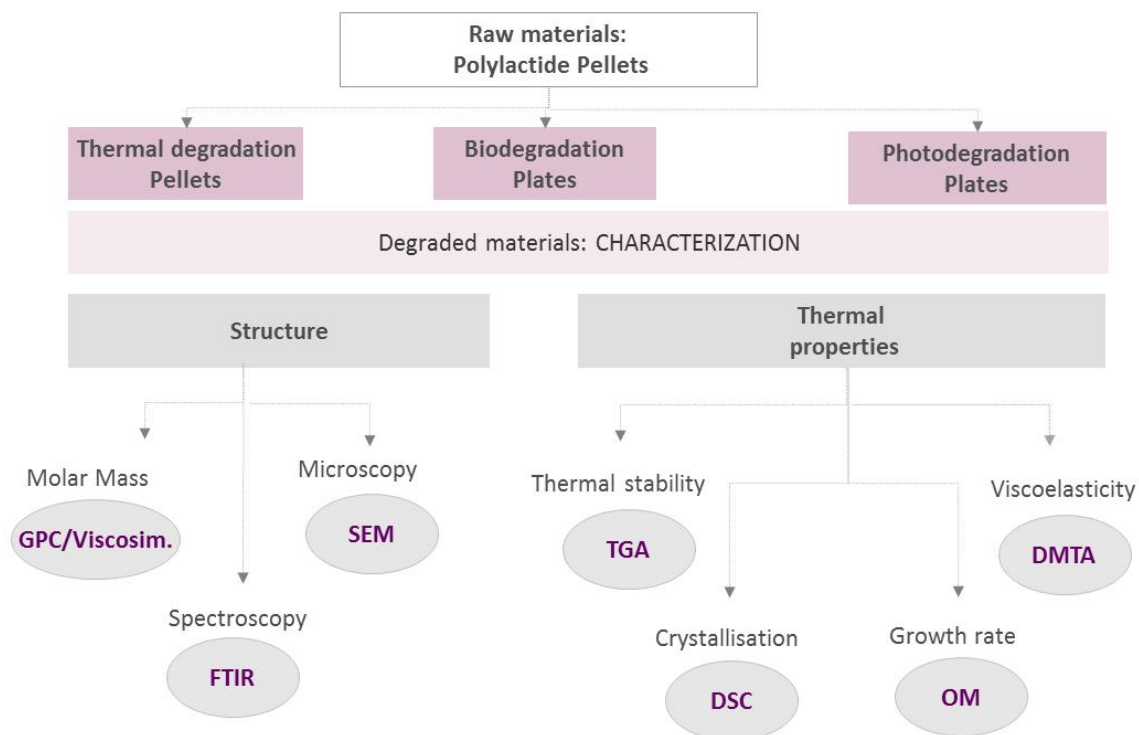 Raw materials:
Polylactide Pellets
Thermal degradation
Pellets
Biodegradation
Plates
Photodegradation
Plates
Degraded materials: CHARACTERIZATION
Structure
Thermal
properties
Molar Mass
GPC/Viscosim.
Microscopy
SEM
Spectroscopy
FTIR
Thermal stability
TGA
Viscoelasticity
DMTA
Crystallisation
DSC
Growth rate
OM